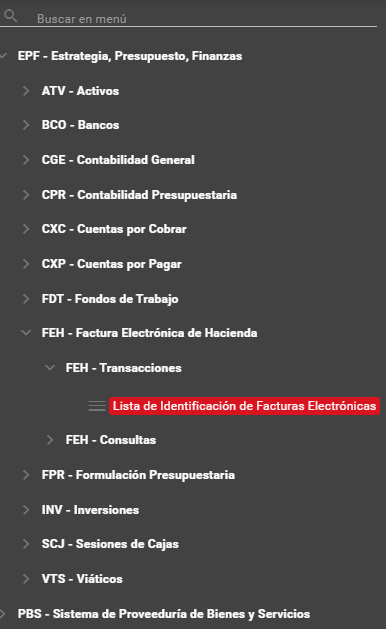 Buscar en menú
EPF - Estrategia, Presupuesto, Finanzas
ATV - Activos
BCO - Bancos
CGE - Contabilidad General
CPR - Contabilidad Presupuestaria
CXC - Cuentas por Cobrar
CXP - Cuentas por Pagar
FDT - Fondos de Trabajo
FEH - Factura Electrónica de Hacienda
FEH - Transacciones
Lista de Identificación de Facturas Electrónicas
FEH - Consultas
FPR - Formulación Presupuestaria
INV - Inversiones
SCJ - Sesiones de Cajas
VTS - Viáticos
PBS - Sistema de Proveeduría de Bienes y Servicios